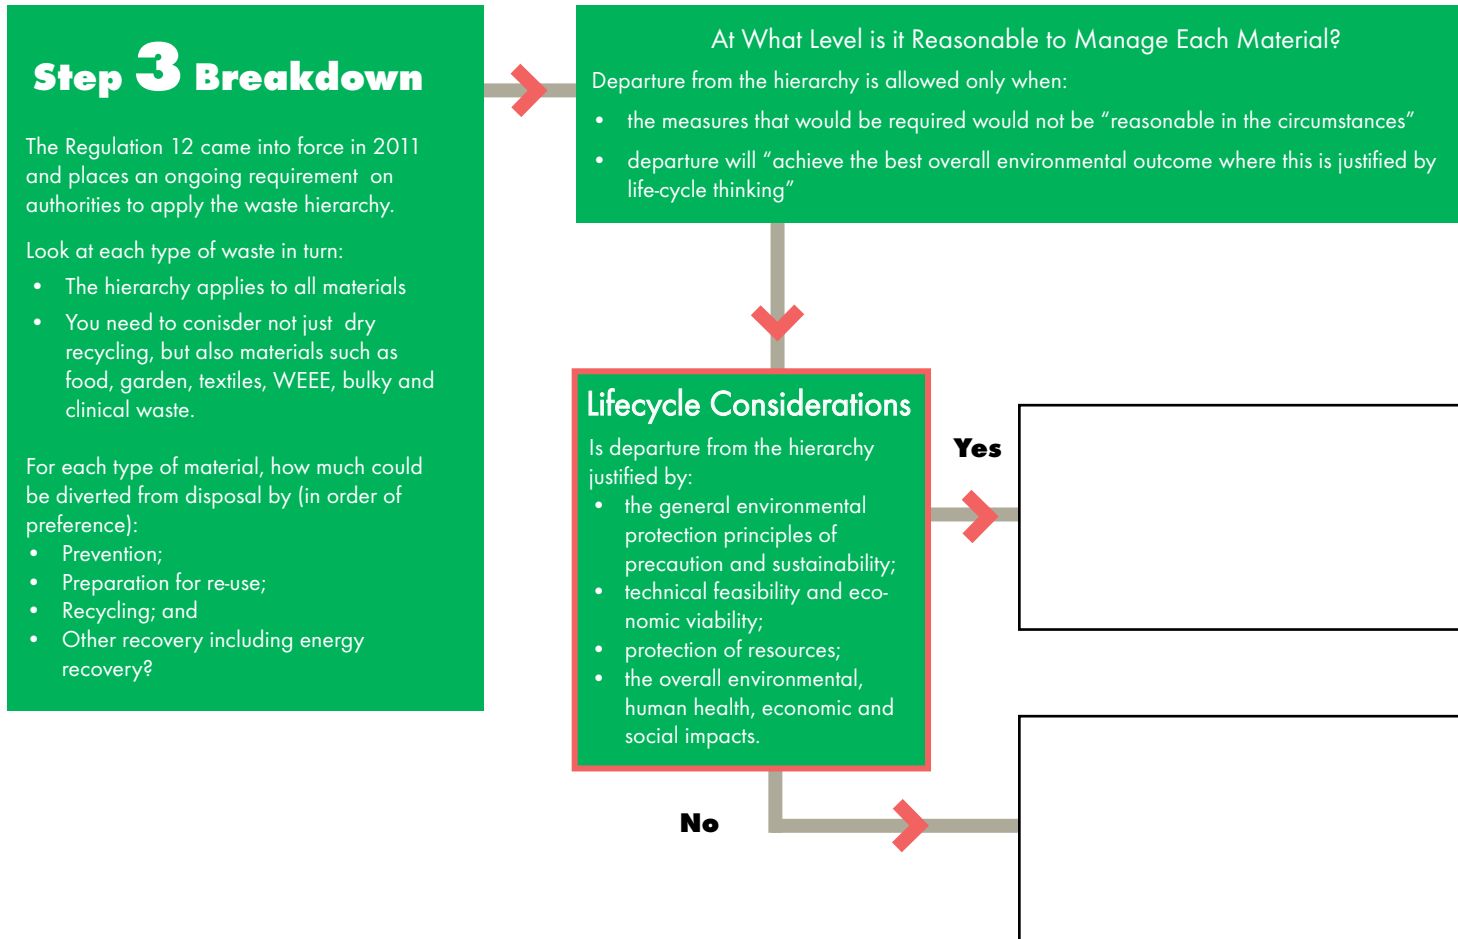 Step 3 Breakdown
The Regulation 12 came into force in 2011
and places an ongoing requirement on
authorities to apply the waste hierarchy.
Look at each type of waste in turn:
• The hierarchy applies to all materials
• You need to conisder not just dry
recycling, but also materials such as
food, garden, textiles, WEEE, bulky and
clinical waste.
For each type of material, how much could
be diverted from disposal by (in order of
preference):
• Prevention;
• Preparation for re-use;
• Recycling; and
• Other recovery including energy
recovery?
At What Level is it Reasonable to Manage Each Material?
Departure from the hierarchy is allowed only when:
• the measures that would be required would not be “reasonable in the circumstances”
• departure will “achieve the best overall environmental outcome where this is justified by
life-cycle thinking”
Lifecycle Considerations
Is departure from the hierarchy
justified by:
• the general environmental
protection principles of
precaution and sustainability;
• technical feasibility and eco-
nomic viability;
• protection of resources;
• the overall environmental,
human health, economic and
social impacts.
Yes
No